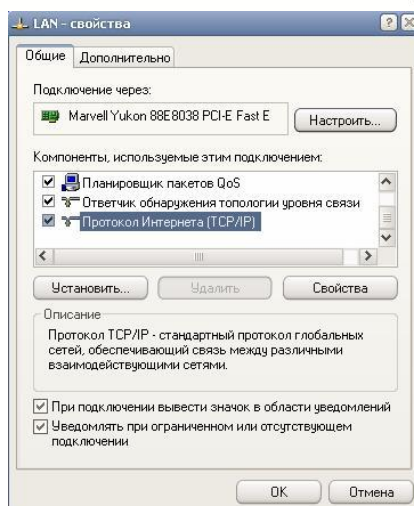 LAN - свойства
Общие
Дополнительно
Подключение через:
Marvell Yukon 88E8038 PCI-E Fast E
Настроить...
Компоненты, используемые этим подключением:
Планировщик пакетов QoS
Ответчик обнаружения топологии уровня связи
Протокол Интернета (TCP/IP)
Установить...
Удалить
Свойства
Описание
Протокол TCP/IP - стандартный протокол глобальных
сетей, обеспечивающий связь между различными
взаимодействующими сетями.
При подключении вывести значок в области уведомлений
Уведомлять при ограниченном или отсутствующем
подключении
OK
Отмена